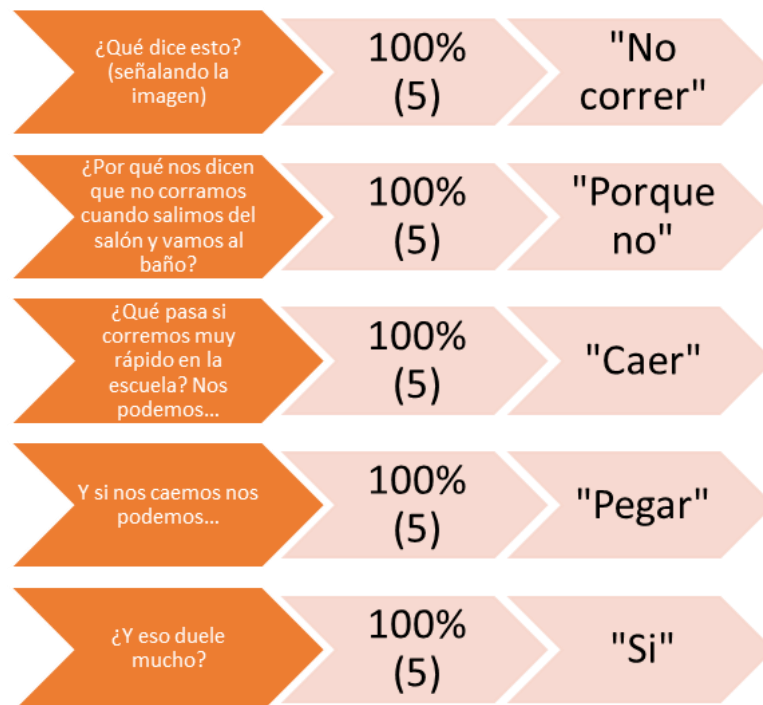 ¿Qué dice esto?
(señalando la
imagen)
100%
(5)
"No
correr"
¿Por qué nos dicen
que no corramos
cuando salimos del
salón y vamos al
baño?
100%
(5)
"Porque
no"
¿Qué pasa si
corremos muy
rápido en la
escuela? Nos
podemos...
100%
(5)
"Caer"
Y si nos caemos nos
podemos...
100%
(5)
"Pegar"
¿Y eso duele
mucho?
100%
(5)
"Si"